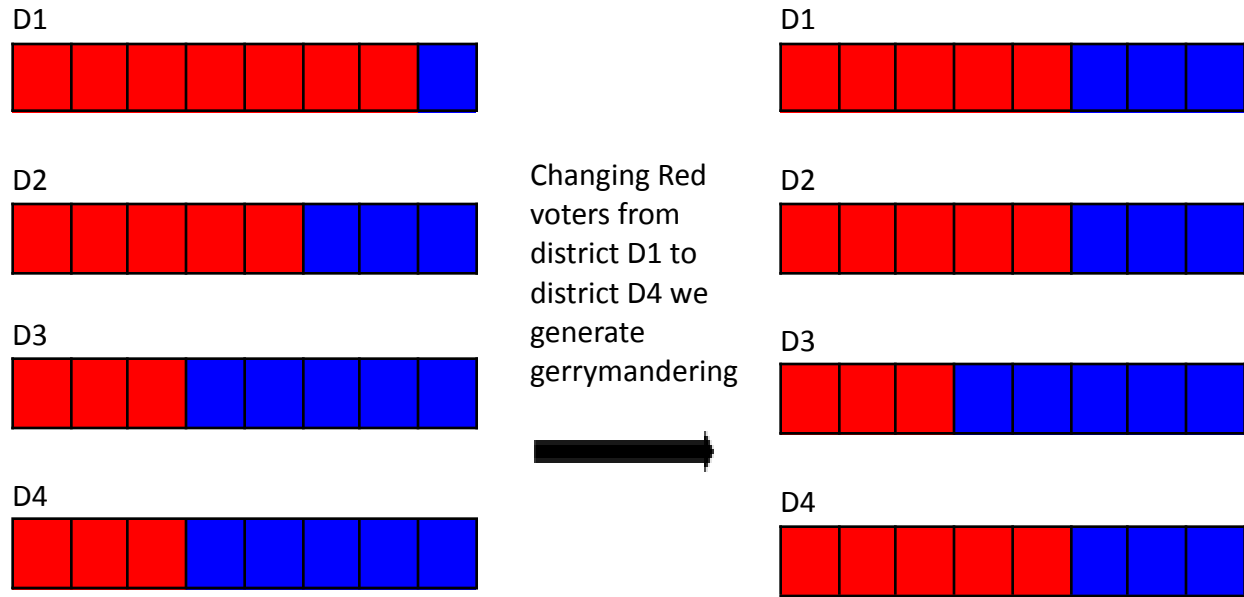 D1
D2
D3
D4
Changing Red
voters from
district D1 to
district D4 we
generate
gerrymandering
D1
D2
D3
D4